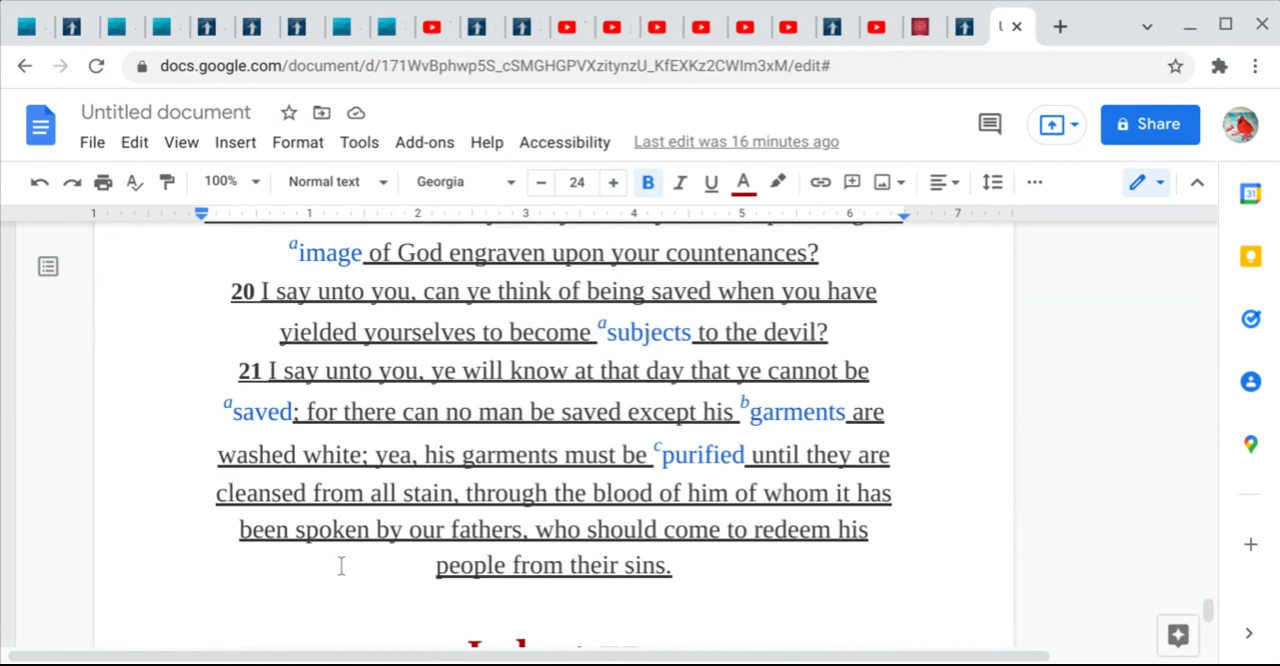 docs.google.com/document/d/171WvBphwp5S_cSMGHGPVXzitynzU_KfEXKz2CWIm3xM/edit#
Untitled document
File Edit View Insert Format Tools Add-ons Help Accessibility Last edit was 16 minutes ago
Share
100% Normal text Georgia − 24 + B I U A
1 1 2 3 4 5 6 7
31
a image of God engraven upon your countenances?
20 I say unto you, can ye think of being saved when you have
yielded yourselves to become a subjects to the devil?
21 I say unto you, ye will know at that day that ye cannot be
a saved; for there can no man be saved except his b garments are
washed white; yea, his garments must be c purified until they are
cleansed from all stain, through the blood of him of whom it has
been spoken by our fathers, who should come to redeem his
people from their sins.